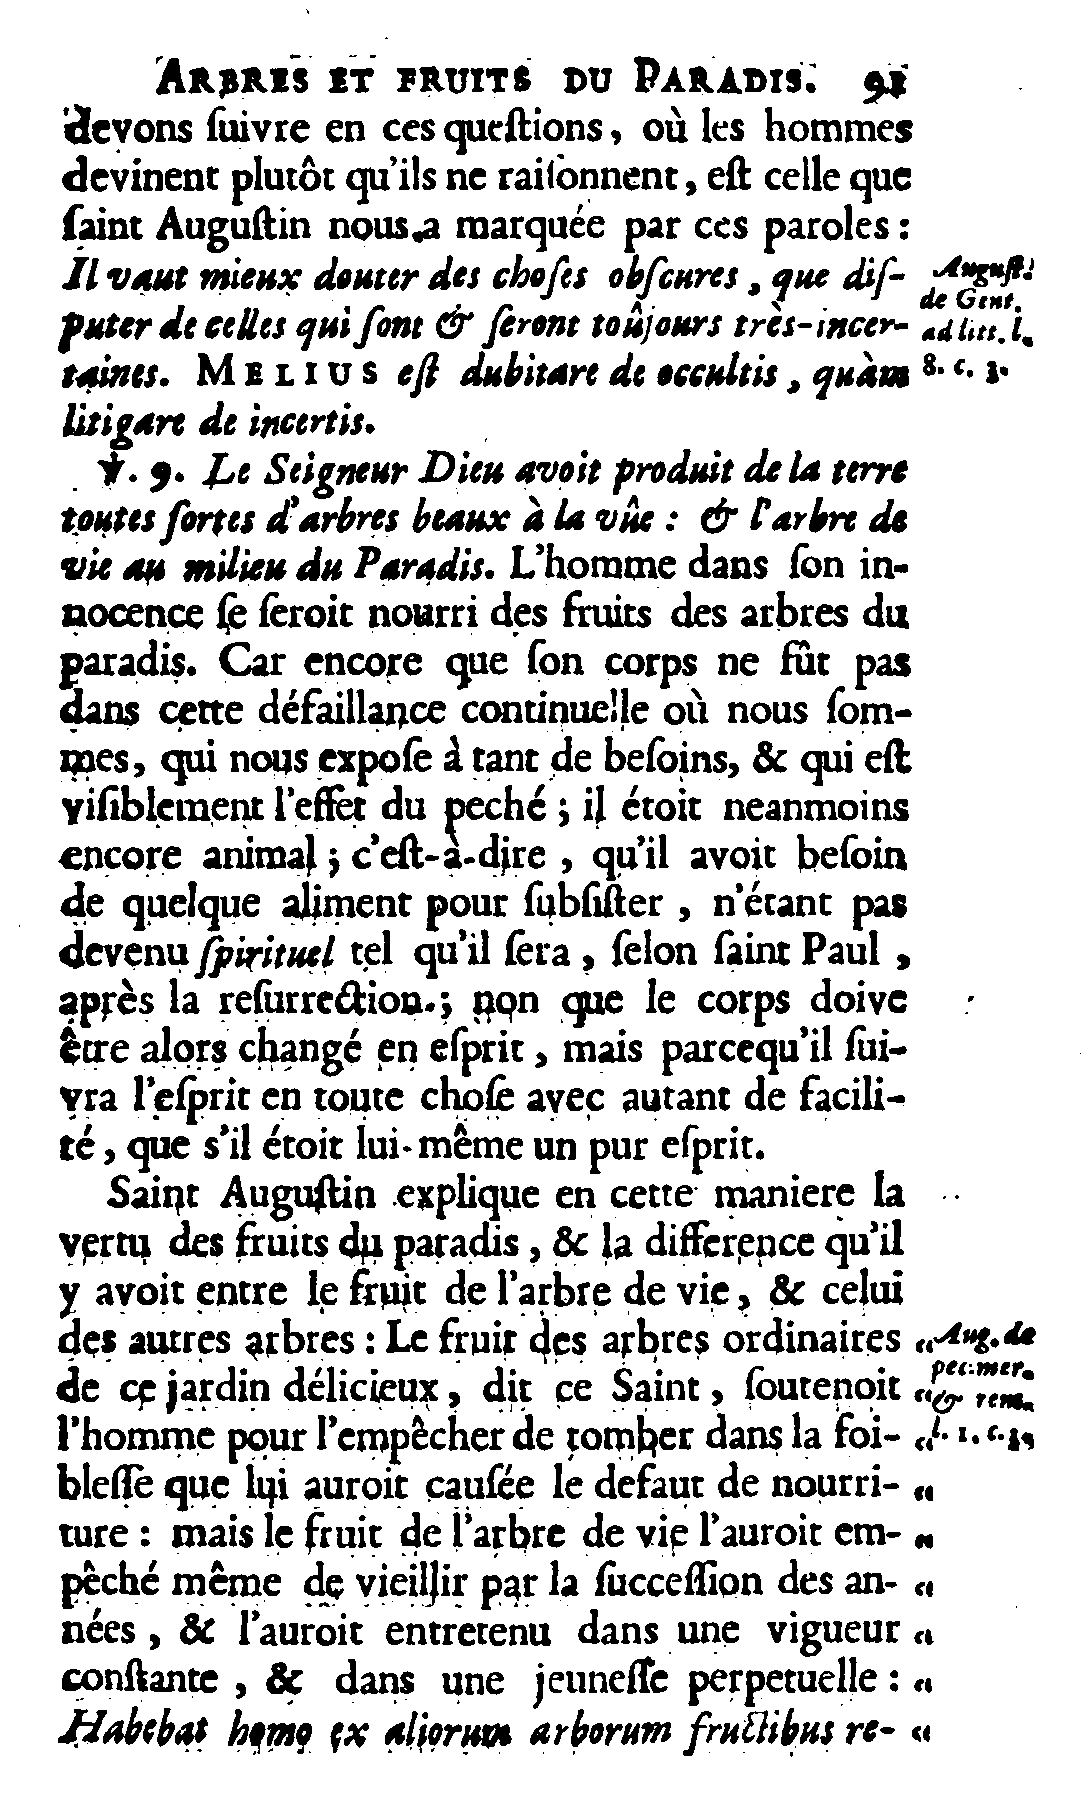 ARBRES ET FRUITS DU PARADIS. 91
devons ſuivre en ces queſtions, où les hommes
devinent plutôt qu'ils ne raiſonnent, eſt celle que
ſaint Auguſtin nous a marquée par ces paroles :
Il vaut mieux douter des choſes obſcures, que diſ-
puter de celles qui ſont & ſeront toûjours très-incer-
taines. MELIUS eſt dubitare de occultis, quàm
litigare de incertis.
Auguſt.
de Gen.
ad litt. l.
8. c. 5.
℣. 9. Le Seigneur Dieu avoit produit de la terre
toutes ſortes d'arbres beaux à la vûe : & l'arbre de
vie au milieu du Paradis. L'homme dans ſon in-
nocence ſe ſeroit nourri des fruits des arbres du
paradis. Car encore que ſon corps ne fût pas
dans cette défaillance continuelle où nous ſom-
mes, qui nous expoſe à tant de beſoins, & qui eſt
viſiblement l'effet du peché ; il étoit neanmoins
encore animal ; c'eſt-à-dire, qu'il avoit beſoin
de quelque aliment pour ſubſiſter, n'étant pas
devenu ſpirituel tel qu'il ſera, ſelon ſaint Paul,
après la reſurrection ; non que le corps doive
être alors changé en eſprit, mais parcequ'il ſui-
vra l'eſprit en toute choſe avec autant de facili-
té, que s'il étoit lui-même un pur eſprit.
Saint Auguſtin explique en cette maniere la
vertu des fruits du paradis, & la difference qu'il
y avoit entre le fruit de l'arbre de vie, & celui
des autres arbres : Le fruit des arbres ordinaires «
de ce jardin délicieux, dit ce Saint, ſoutenoit «
l'homme pour l'empêcher de tomber dans la foi- «
bleſſe que lui auroit cauſée le defaut de nourri- «
ture : mais le fruit de l'arbre de vie l'auroit em- «
pêché même de vieillir par la ſucceſſion des an- «
nées, & l'auroit entretenu dans une vigueur «
conſtante, & dans une jeuneſſe perpetuelle : «
Habebat homo ex aliorum arborum fructibus re- «
Aug. de
pec. mer.
& rem.
l. 1. c.